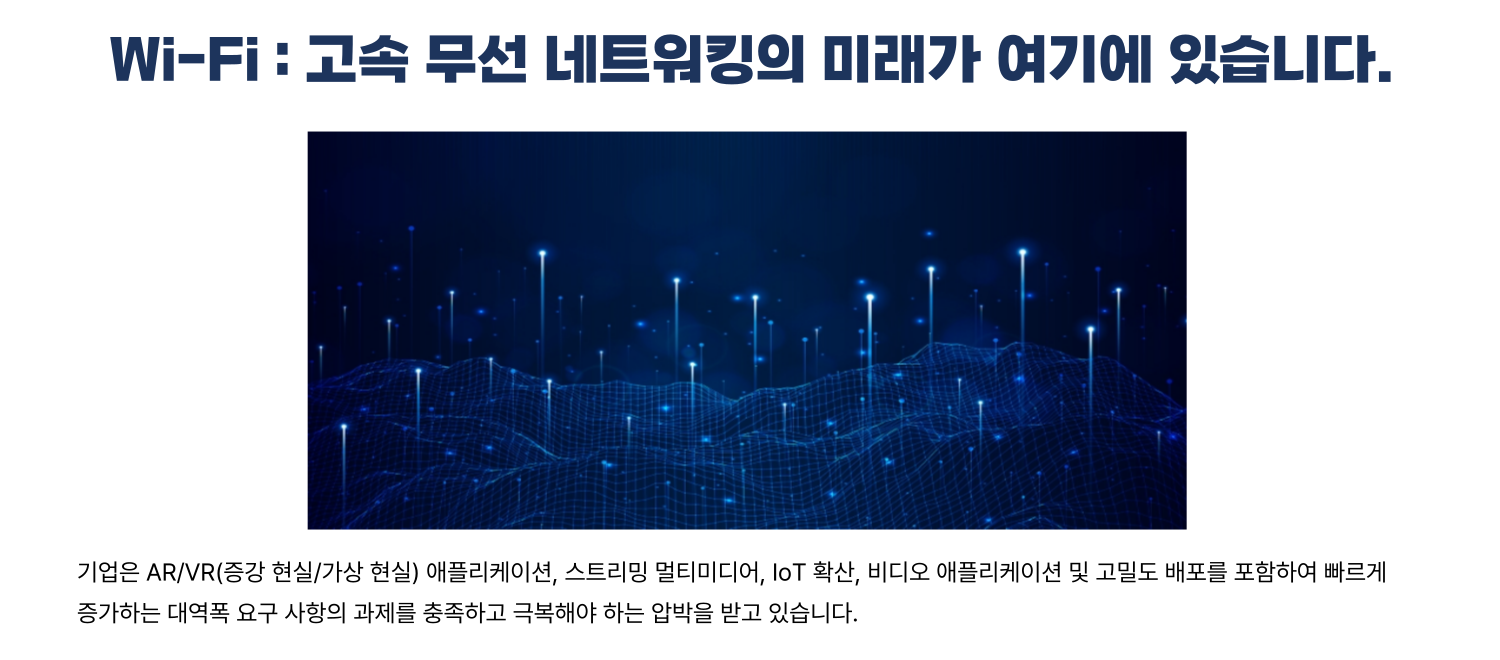 Wi-Fi : 고속 무선 네트워킹의 미래가 여기에 있습니다.
기업은 AR/VR(증강 현실/가상 현실) 애플리케이션, 스트리밍 멀티미디어, IoT 확산, 비디오 애플리케이션 및 고밀도 배포를 포함하여 빠르게
증가하는 대역폭 요구 사항의 과제를 충족하고 극복해야 하는 압박을 받고 있습니다.